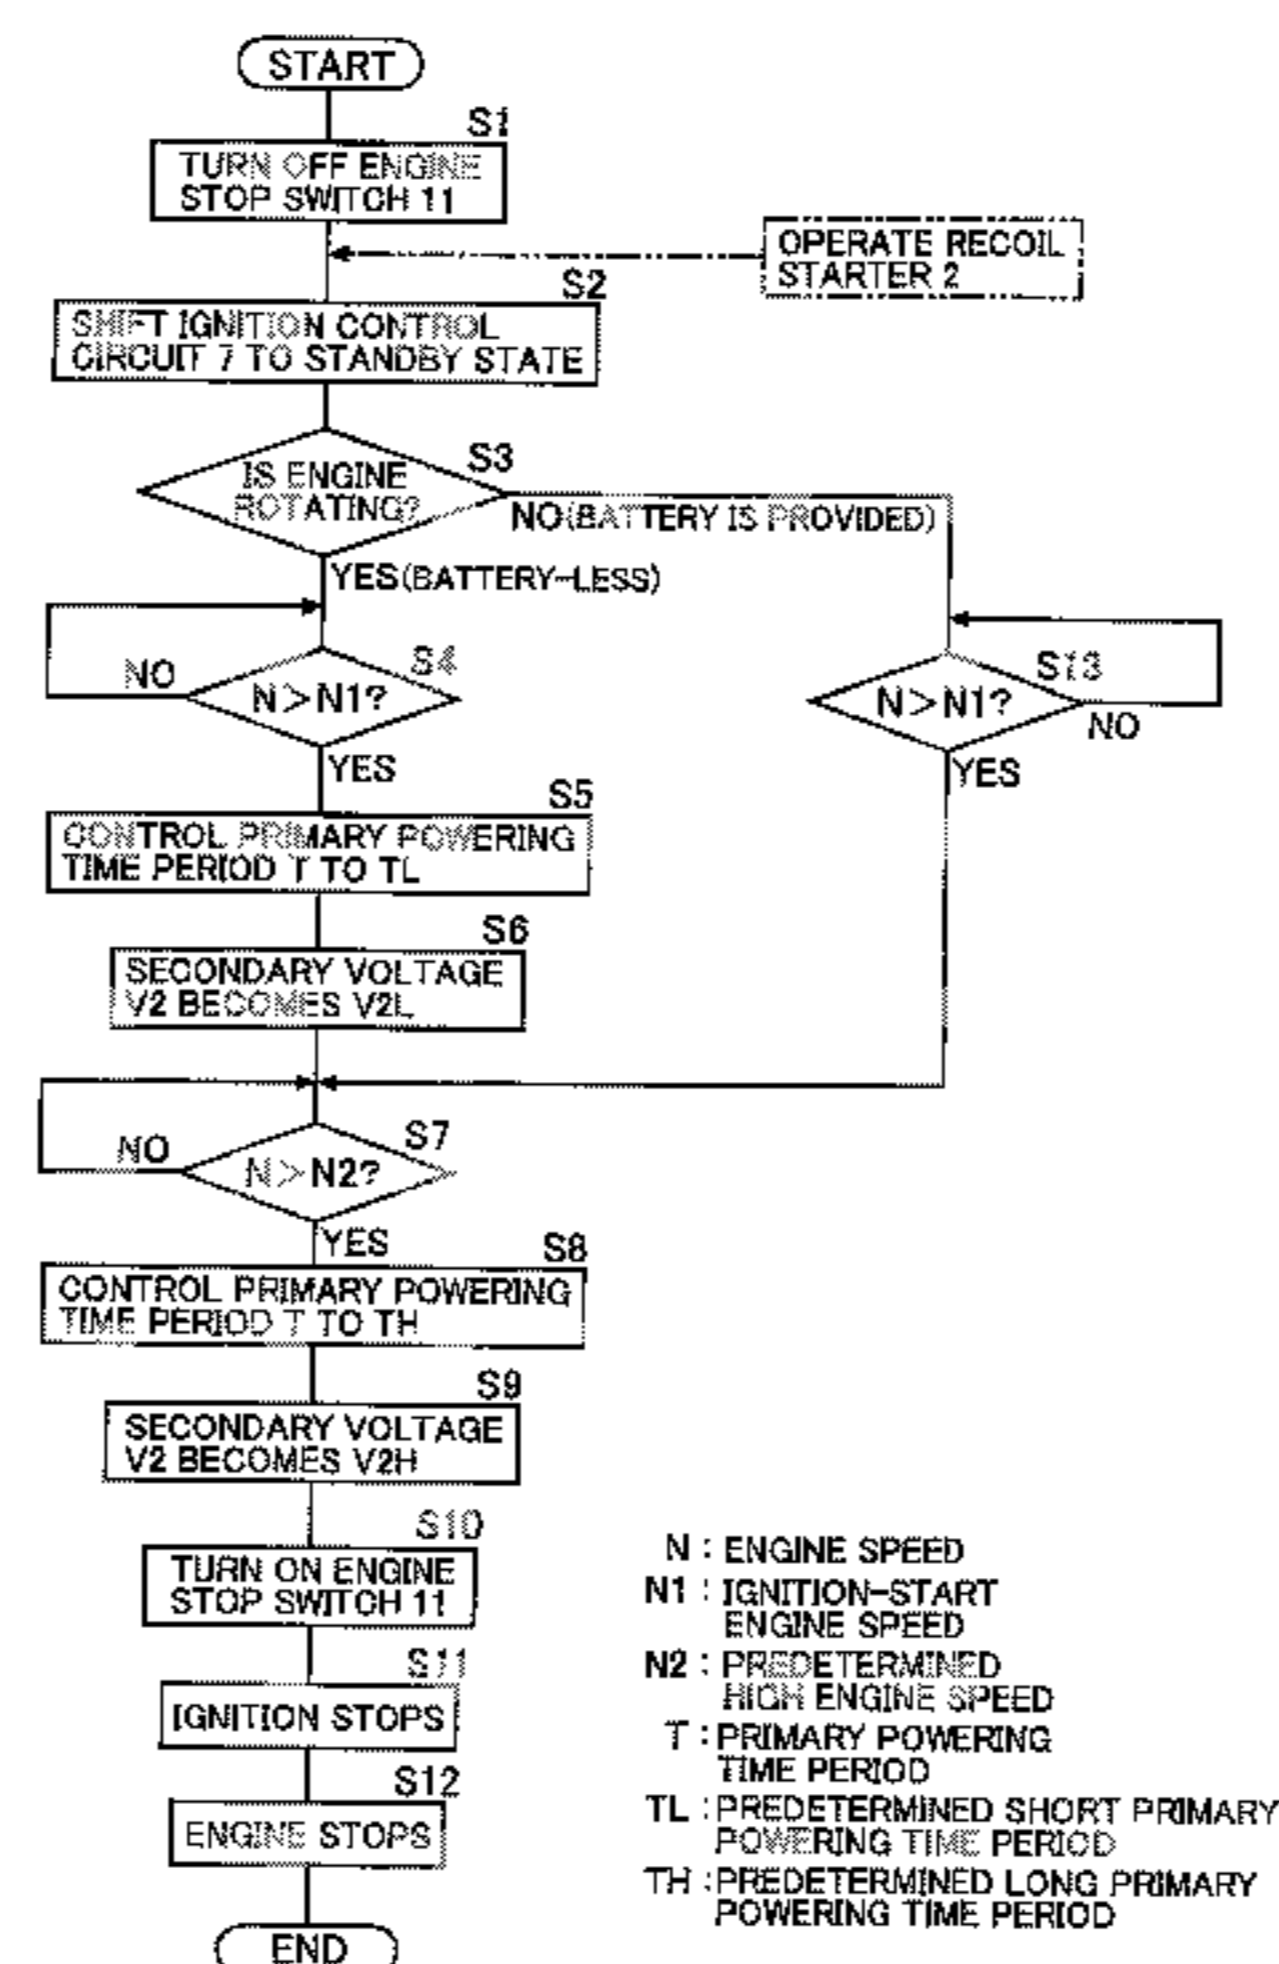 START
S1
TURN OFF ENGINE
STOP SWITCH 11
OPERATE RECOIL
STARTER 2
S2
SHIFT IGNITION CONTROL
CIRCUIT 7 TO STANDBY STATE
S3
IS ENGINE
ROTATING?
NO(BATTERY IS PROVIDED)
YES(BATTERY-LESS)
S4
NO
N>N1?
YES
S13
N>N1?
NO
YES
S5
CONTROL PRIMARY POWERING
TIME PERIOD T TO TL
S6
SECONDARY VOLTAGE
V2 BECOMES V2L
S7
NO
N>N2?
YES
S8
CONTROL PRIMARY POWERING
TIME PERIOD T TO TH
S9
SECONDARY VOLTAGE
V2 BECOMES V2H
S10
TURN ON ENGINE
STOP SWITCH 11
S11
IGNITION STOPS
S12
ENGINE STOPS
END
N : ENGINE SPEED
N1 : IGNITION-START
ENGINE SPEED
N2 : PREDETERMINED
HIGH ENGINE SPEED
T : PRIMARY POWERING
TIME PERIOD
TL : PREDETERMINED SHORT PRIMARY
POWERING TIME PERIOD
TH : PREDETERMINED LONG PRIMARY
POWERING TIME PERIOD